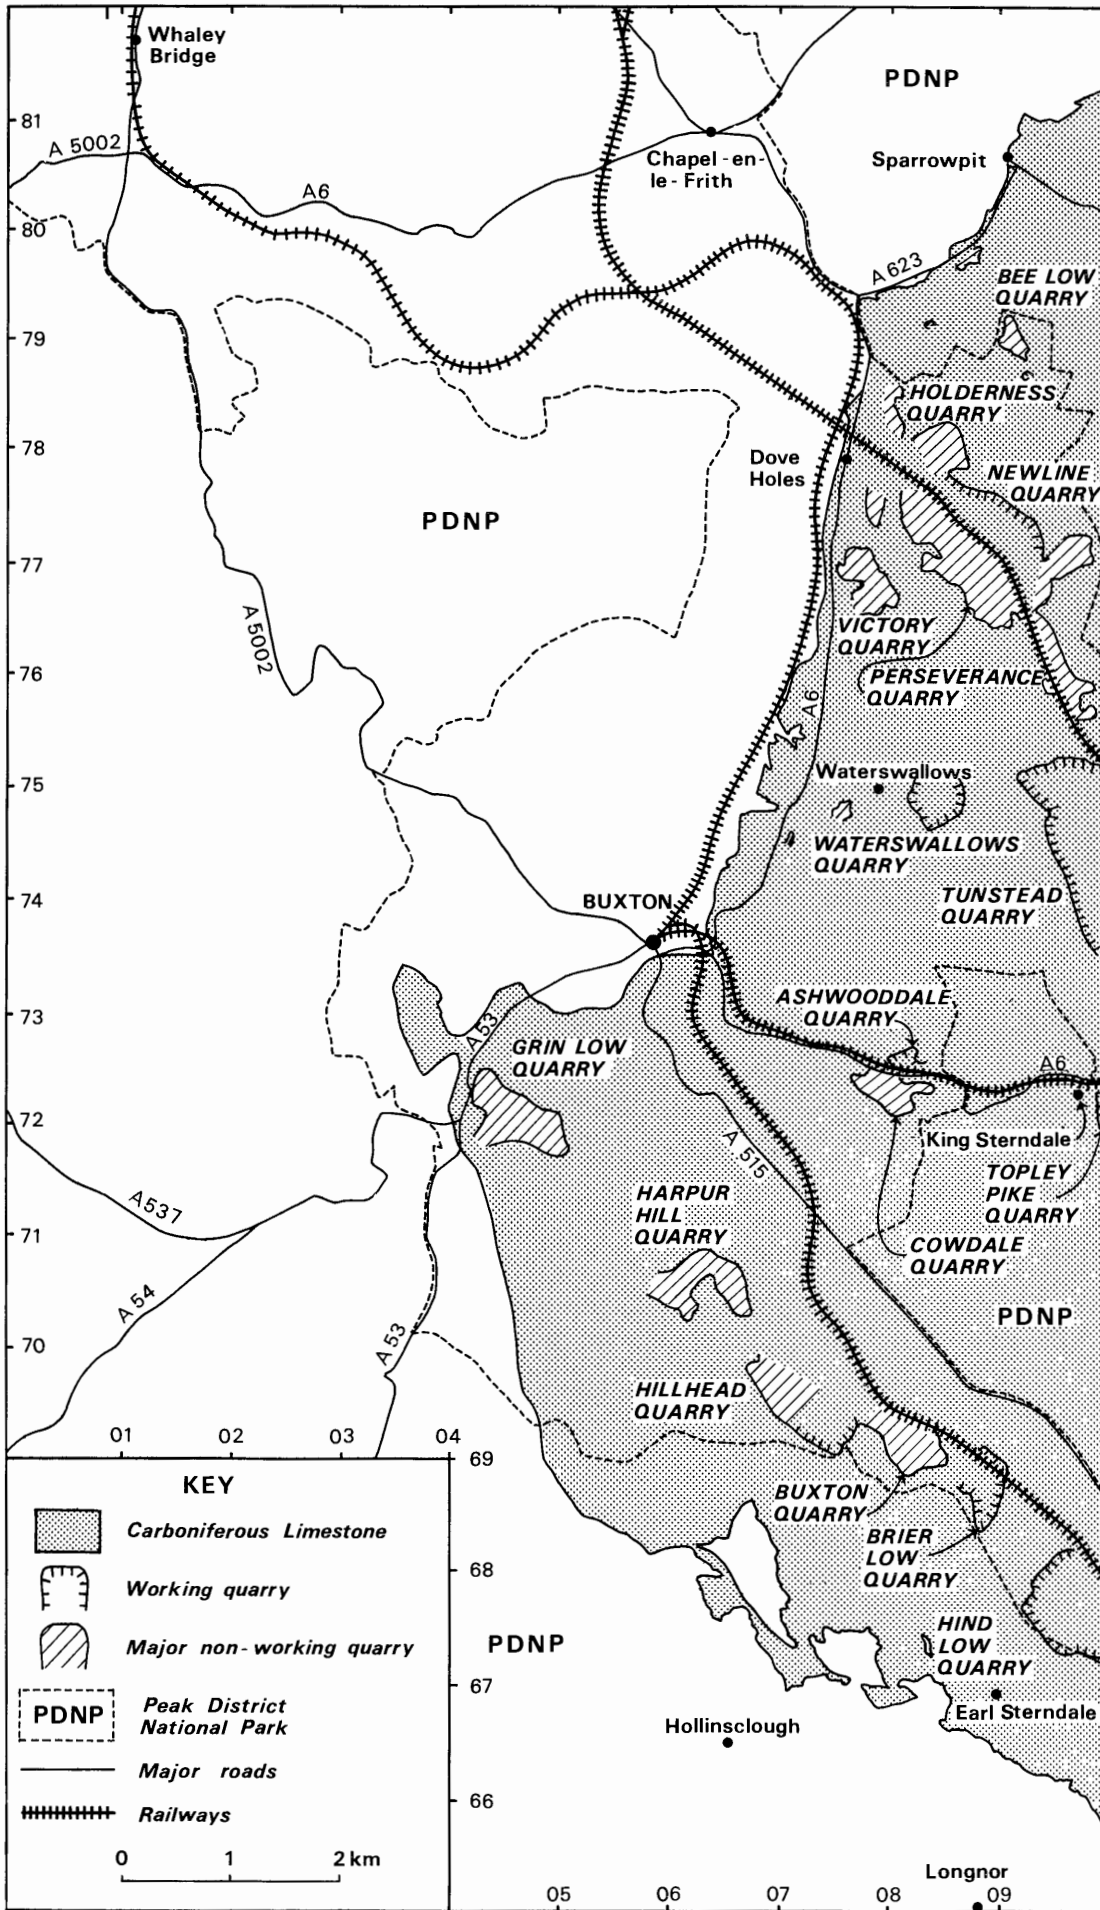 Whaley
Bridge
PDNP
81
A 5002
Chapel-en-
le-Frith
Sparrowpit
A6
80
A 623
BEE LOW
QUARRY
79
HOLDERNESS
QUARRY
78
Dove
Holes
NEWLINE
QUARRY
PDNP
77
A 5002
VICTORY
QUARRY
76
PERSEVERANCE
QUARRY
A6
75
Waterswallows
WATERSWALLOWS
QUARRY
74
BUXTON
TUNSTEAD
QUARRY
ASHWOODDALE
QUARRY
73
A 53
GRIN LOW
QUARRY
A6
72
King Sterndale
A 515
TOPLEY
PIKE
QUARRY
HARPUR
HILL
QUARRY
A537
71
COWDALE
QUARRY
A 54
PDNP
70
A 53
HILLHEAD
QUARRY
01
02
03
04
69
KEY
Carboniferous Limestone
Working quarry
Major non-working quarry
PDNP
Peak District
National Park
Major roads
Railways
0
1
2 km
BUXTON
QUARRY
BRIER
LOW
QUARRY
68
PDNP
HIND
LOW
QUARRY
67
Earl Sterndale
Hollinsclough
66
Longnor
05
06
07
08
09